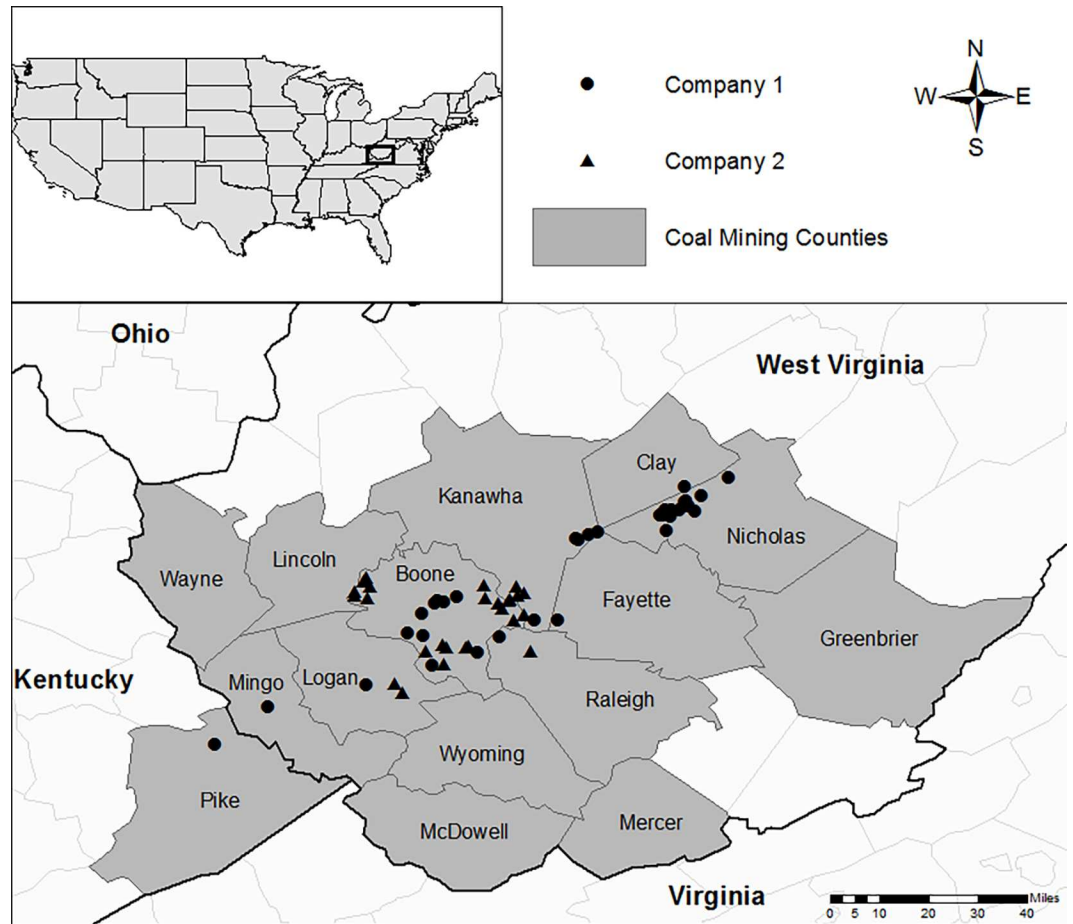 Company 1
Company 2
Coal Mining Counties
N
W E
S
Ohio
West Virginia
Clay
Kanawha
Nicholas
Lincoln
Boone
Wayne
Fayette
Greenbrier
Kentucky
Mingo
Logan
Raleigh
Wyoming
Pike
McDowell
Mercer
Virginia
Miles
0 5 10 20 30 40